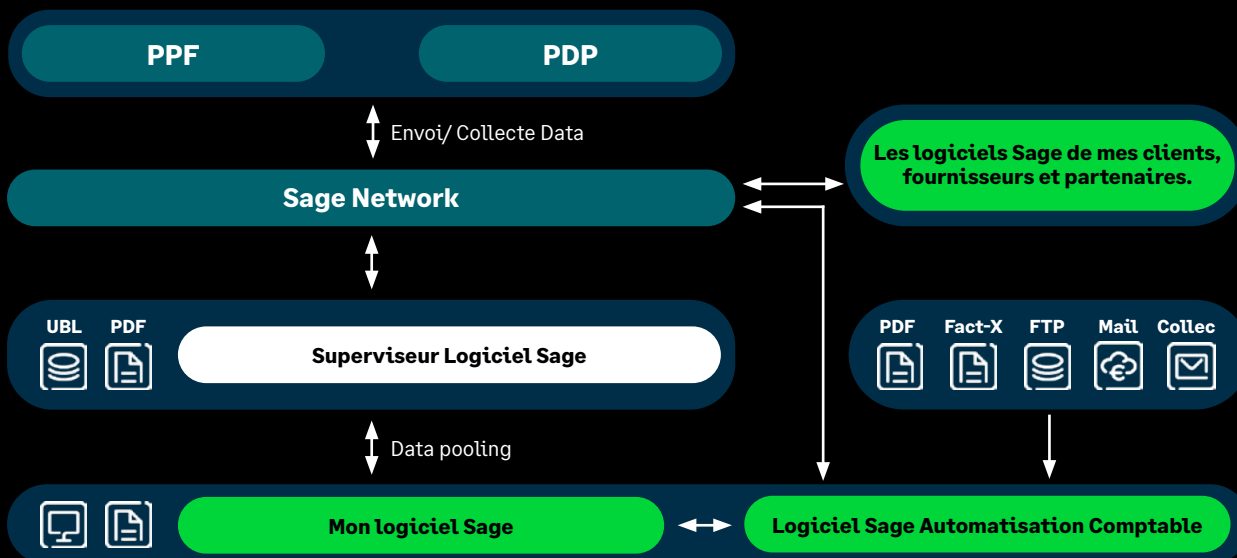 PPF
PDP
Envoi/ Collecte Data
Les logiciels Sage de mes clients,
fournisseurs et partenaires.
Sage Network
UBL
PDF
Superviseur Logiciel Sage
PDF
Fact-X
FTP
Mail
Collec
€
Data pooling
Mon logiciel Sage
Logiciel Sage Automatisation Comptable